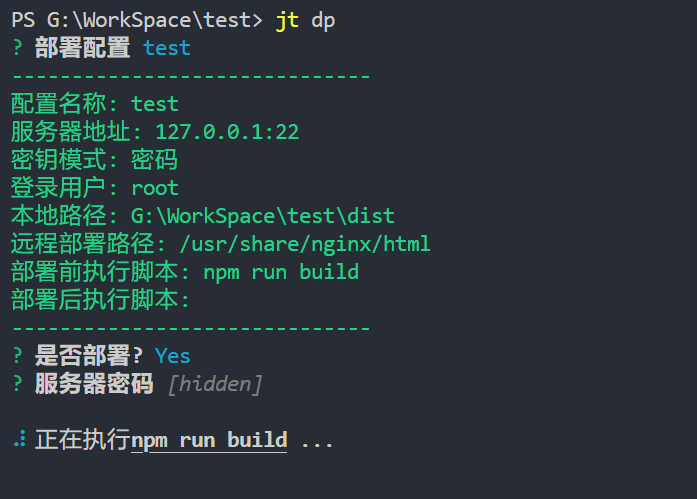 PS G:\WorkSpace\test> jt dp
? 部署配置 test
------------------------------
配置名称: test
服务器地址: 127.0.0.1:22
密钥模式: 密码
登录用户: root
本地路径: G:\WorkSpace\test\dist
远程部署路径: /usr/share/nginx/html
部署前执行脚本: npm run build
部署后执行脚本:
------------------------------
? 是否部署? Yes
? 服务器密码 [hidden]
正在执行npm run build ...